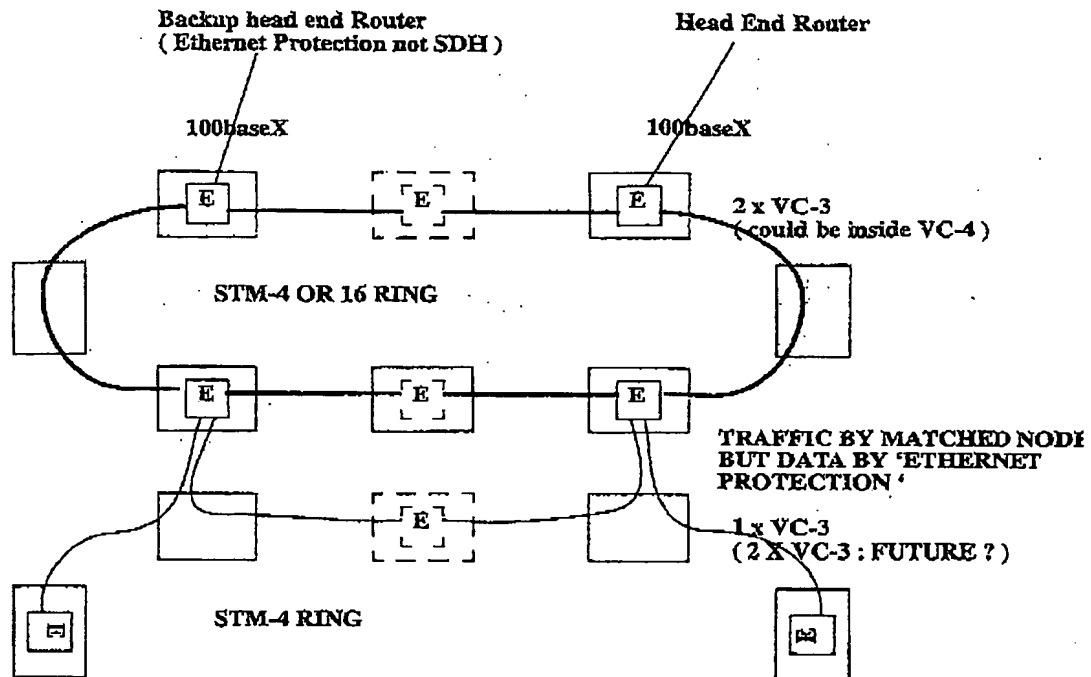 Backup head end Router
( Ethernet Protection not SDH )
Head End Router
100baseX
100baseX
E
E
E
2 x VC-3
( could be inside VC-4 )
STM-4 OR 16 RING
E
E
E
TRAFFIC BY MATCHED NODE
BUT DATA BY 'ETHERNET
PROTECTION '
E
1 x VC-3
( 2 X VC-3 : FUTURE ? )
STM-4 RING
E
E